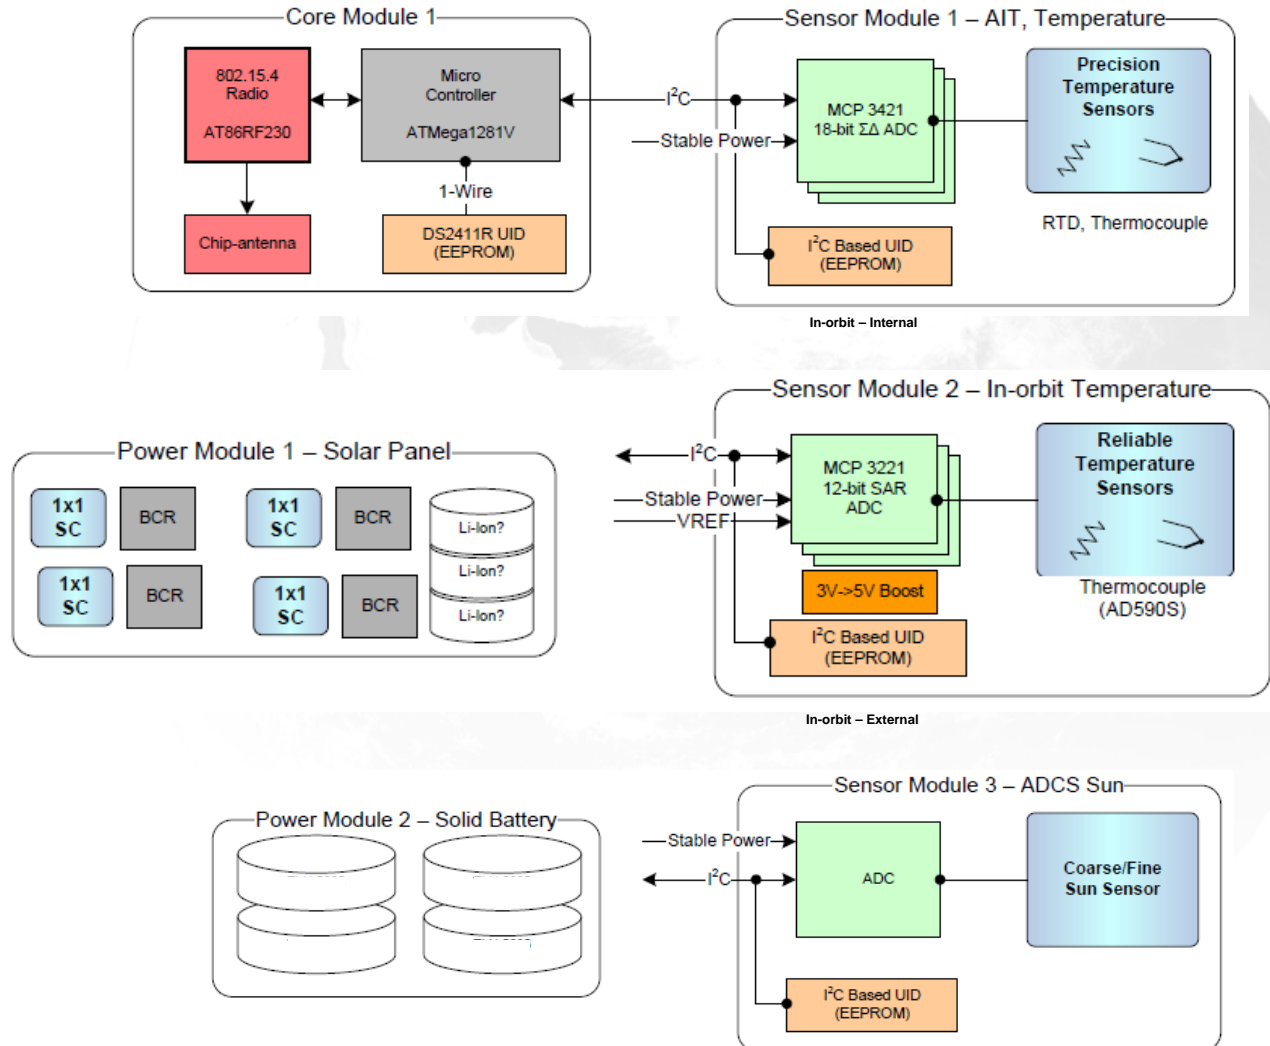 Core Module 1
802.15.4
Radio
AT86RF230
Micro
Controller
ATMega1281V
1-Wire
Chip-antenna
DS2411R UID
(EEPROM)
Sensor Module 1 – AIT, Temperature
I²C
Stable Power
MCP 3421
18-bit ΣΔ ADC
Precision
Temperature
Sensors
RTD, Thermocouple
I²C Based UID
(EEPROM)
In-orbit – Internal
Power Module 1 – Solar Panel
1x1
SC
BCR
1x1
SC
BCR
1x1
SC
BCR
1x1
SC
BCR
Li-Ion?
Li-Ion?
Li-Ion?
Sensor Module 2 – In-orbit Temperature
I²C
Stable Power
VREF
MCP 3221
12-bit SAR
ADC
3V->5V Boost
Reliable
Temperature
Sensors
Thermocouple
(AD590S)
I²C Based UID
(EEPROM)
In-orbit – External
Power Module 2 – Solid Battery
Sensor Module 3 – ADCS Sun
Stable Power
I²C
ADC
Coarse/Fine
Sun Sensor
I²C Based UID
(EEPROM)